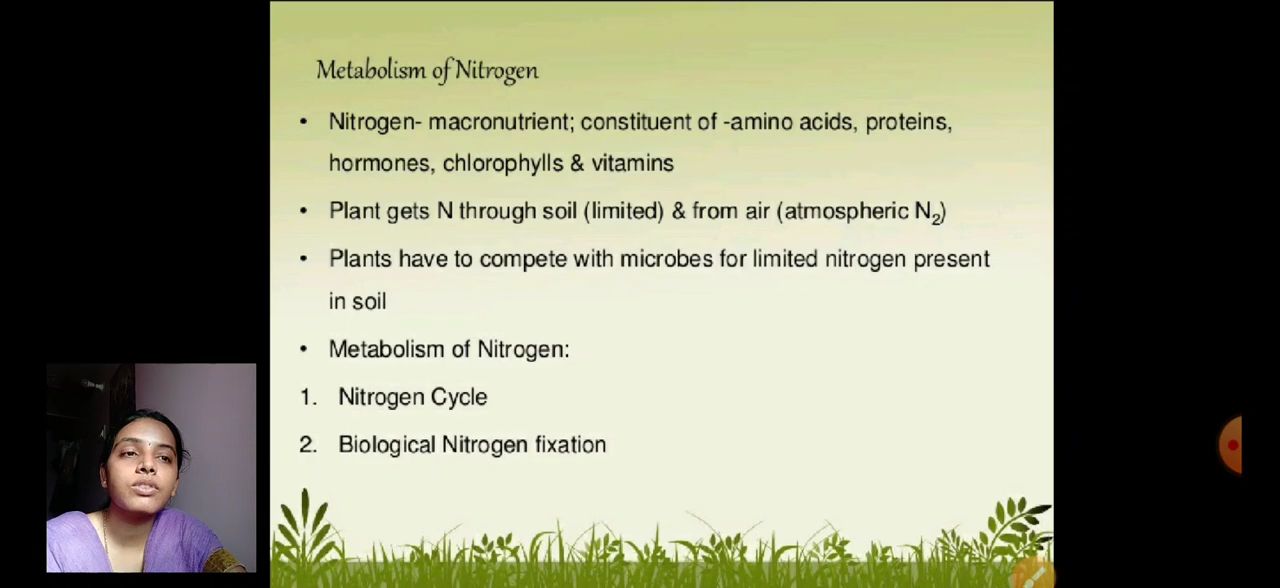 Metabolism of Nitrogen
• Nitrogen- macronutrient; constituent of -amino acids, proteins,
hormones, chlorophylls & vitamins
• Plant gets N through soil (limited) & from air (atmospheric N₂)
• Plants have to compete with microbes for limited nitrogen present
in soil
• Metabolism of Nitrogen:
1. Nitrogen Cycle
2. Biological Nitrogen fixation